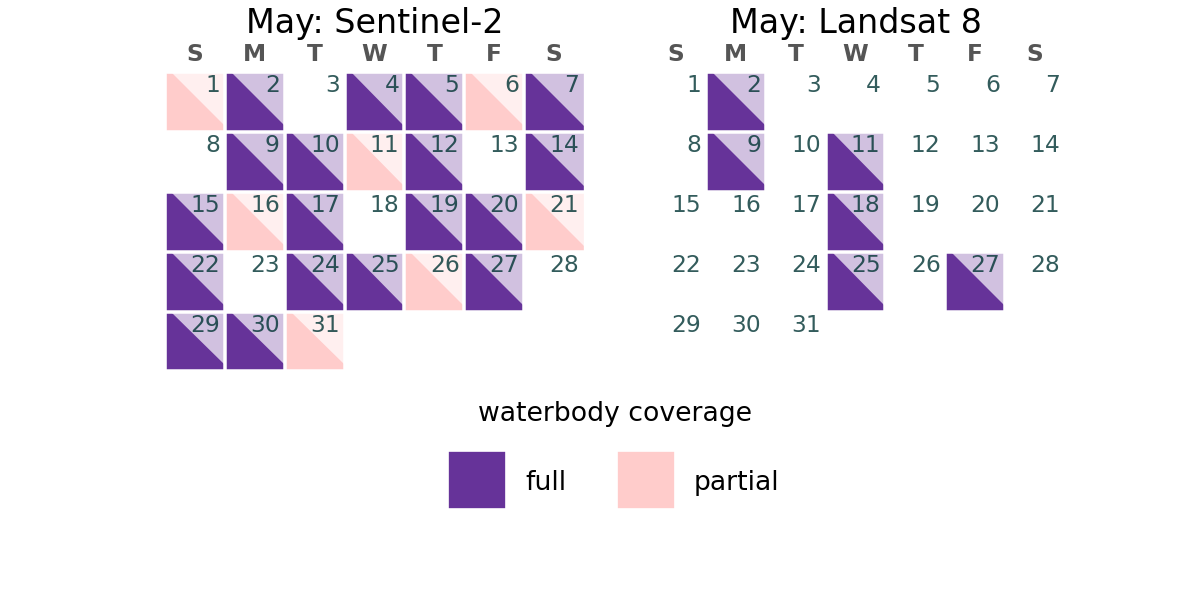 May: Sentinel-2
S M T W T F S
1 2 3 4 5 6 7
8 9 10 11 12 13 14
15 16 17 18 19 20 21
22 23 24 25 26 27 28
29 30 31
May: Landsat 8
S M T W T F S
1 2 3 4 5 6 7
8 9 10 11 12 13 14
15 16 17 18 19 20 21
22 23 24 25 26 27 28
29 30 31
waterbody coverage
full partial